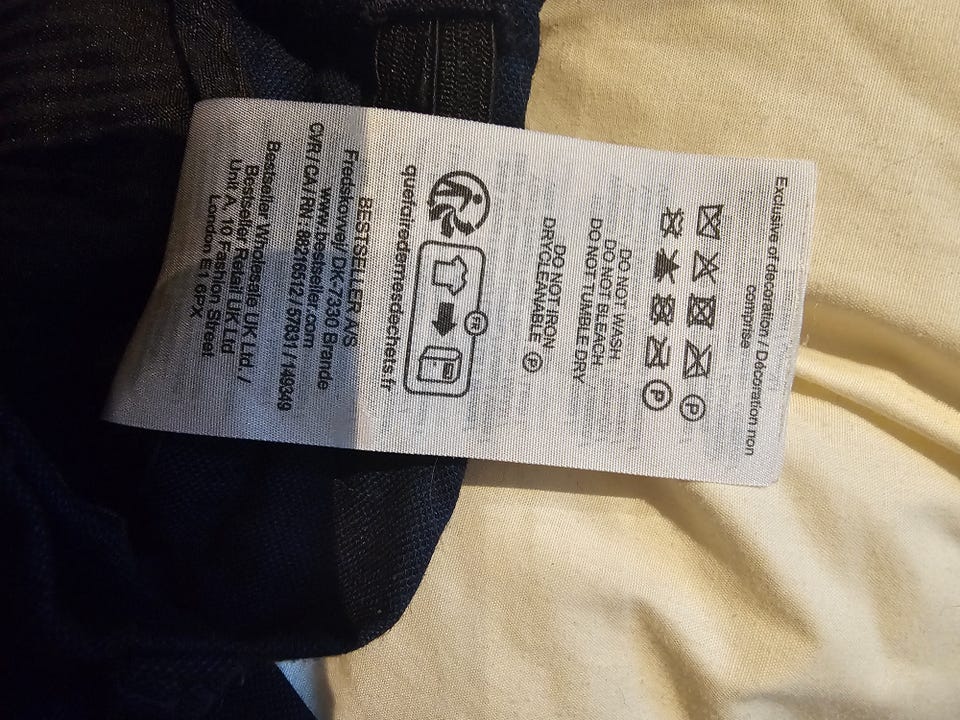 Exclusive of decoration / Décoration non
comprise
P
P
DO NOT WASH
DO NOT BLEACH
DO NOT TUMBLE DRY
DO NOT IRON
DRYCLEANABLE Ⓟ
®
quefairedemesdechets.fr
BESTSELLER A/S
Fredskovvej DK-7330 Brande
www.bestseller.com
CVR / CA / RN: 88216512 / 57831 / 149349
Bestseller Wholesale UK Ltd. /
Bestseller Retail UK Ltd
Unit A, 10 Fashion Street
London E1 6PX